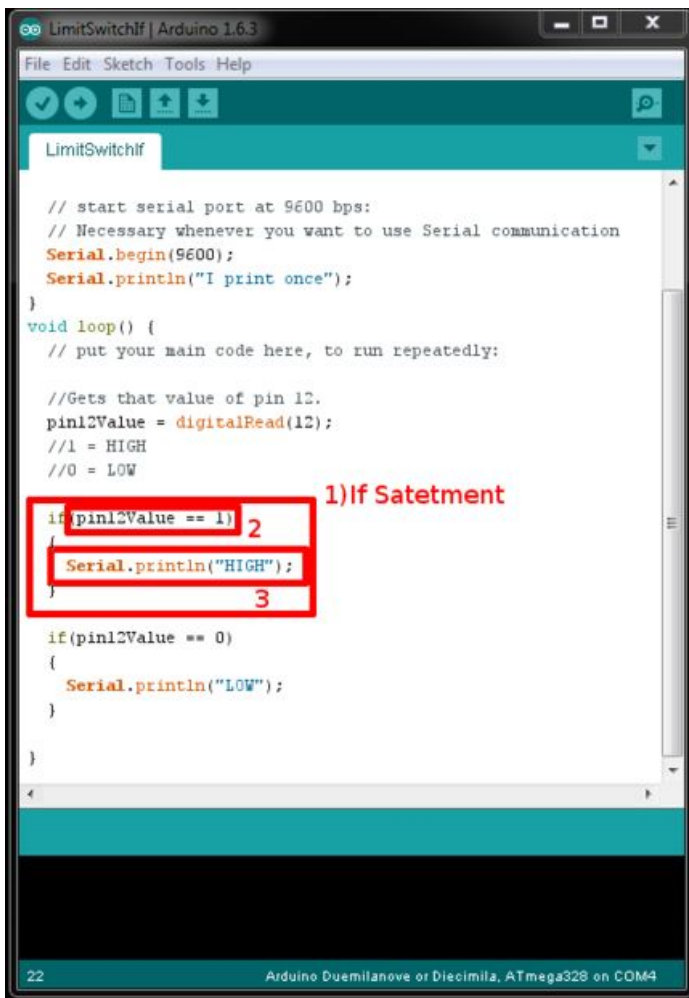 LimitSwitchIf | Arduino 1.6.3
File Edit Sketch Tools Help
LimitSwitchIf
// start serial port at 9600 bps:
// Necessary whenever you want to use Serial communication
Serial.begin(9600);
Serial.println("I print once");
}
void loop() {
// put your main code here, to run repeatedly:
//Gets that value of pin 12.
pin12Value = digitalRead(12);
//1 = HIGH
//0 = LOW
1)If Satetment
if(pin12Value == 1)
2
{
Serial.println("HIGH");
}
3
if(pin12Value == 0)
{
Serial.println("LOW");
}
}
22 Arduino Duemilanove or Diecimila, ATmega328 on COM4